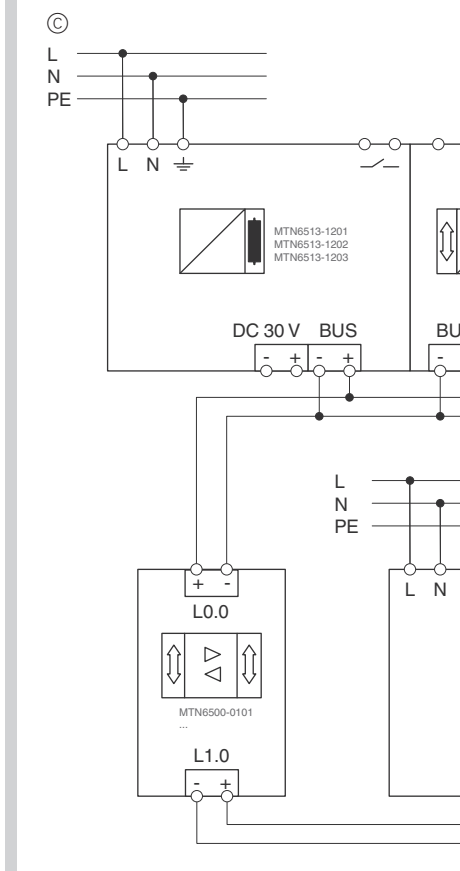 C
L
N
PE
L N
MTN6513-1201
MTN6513-1202
MTN6513-1203
DC 30 V BUS BU
- + - + -
L
N
PE
L N
+ -
L0.0
MTN6500-0101
...
L1.0
- +